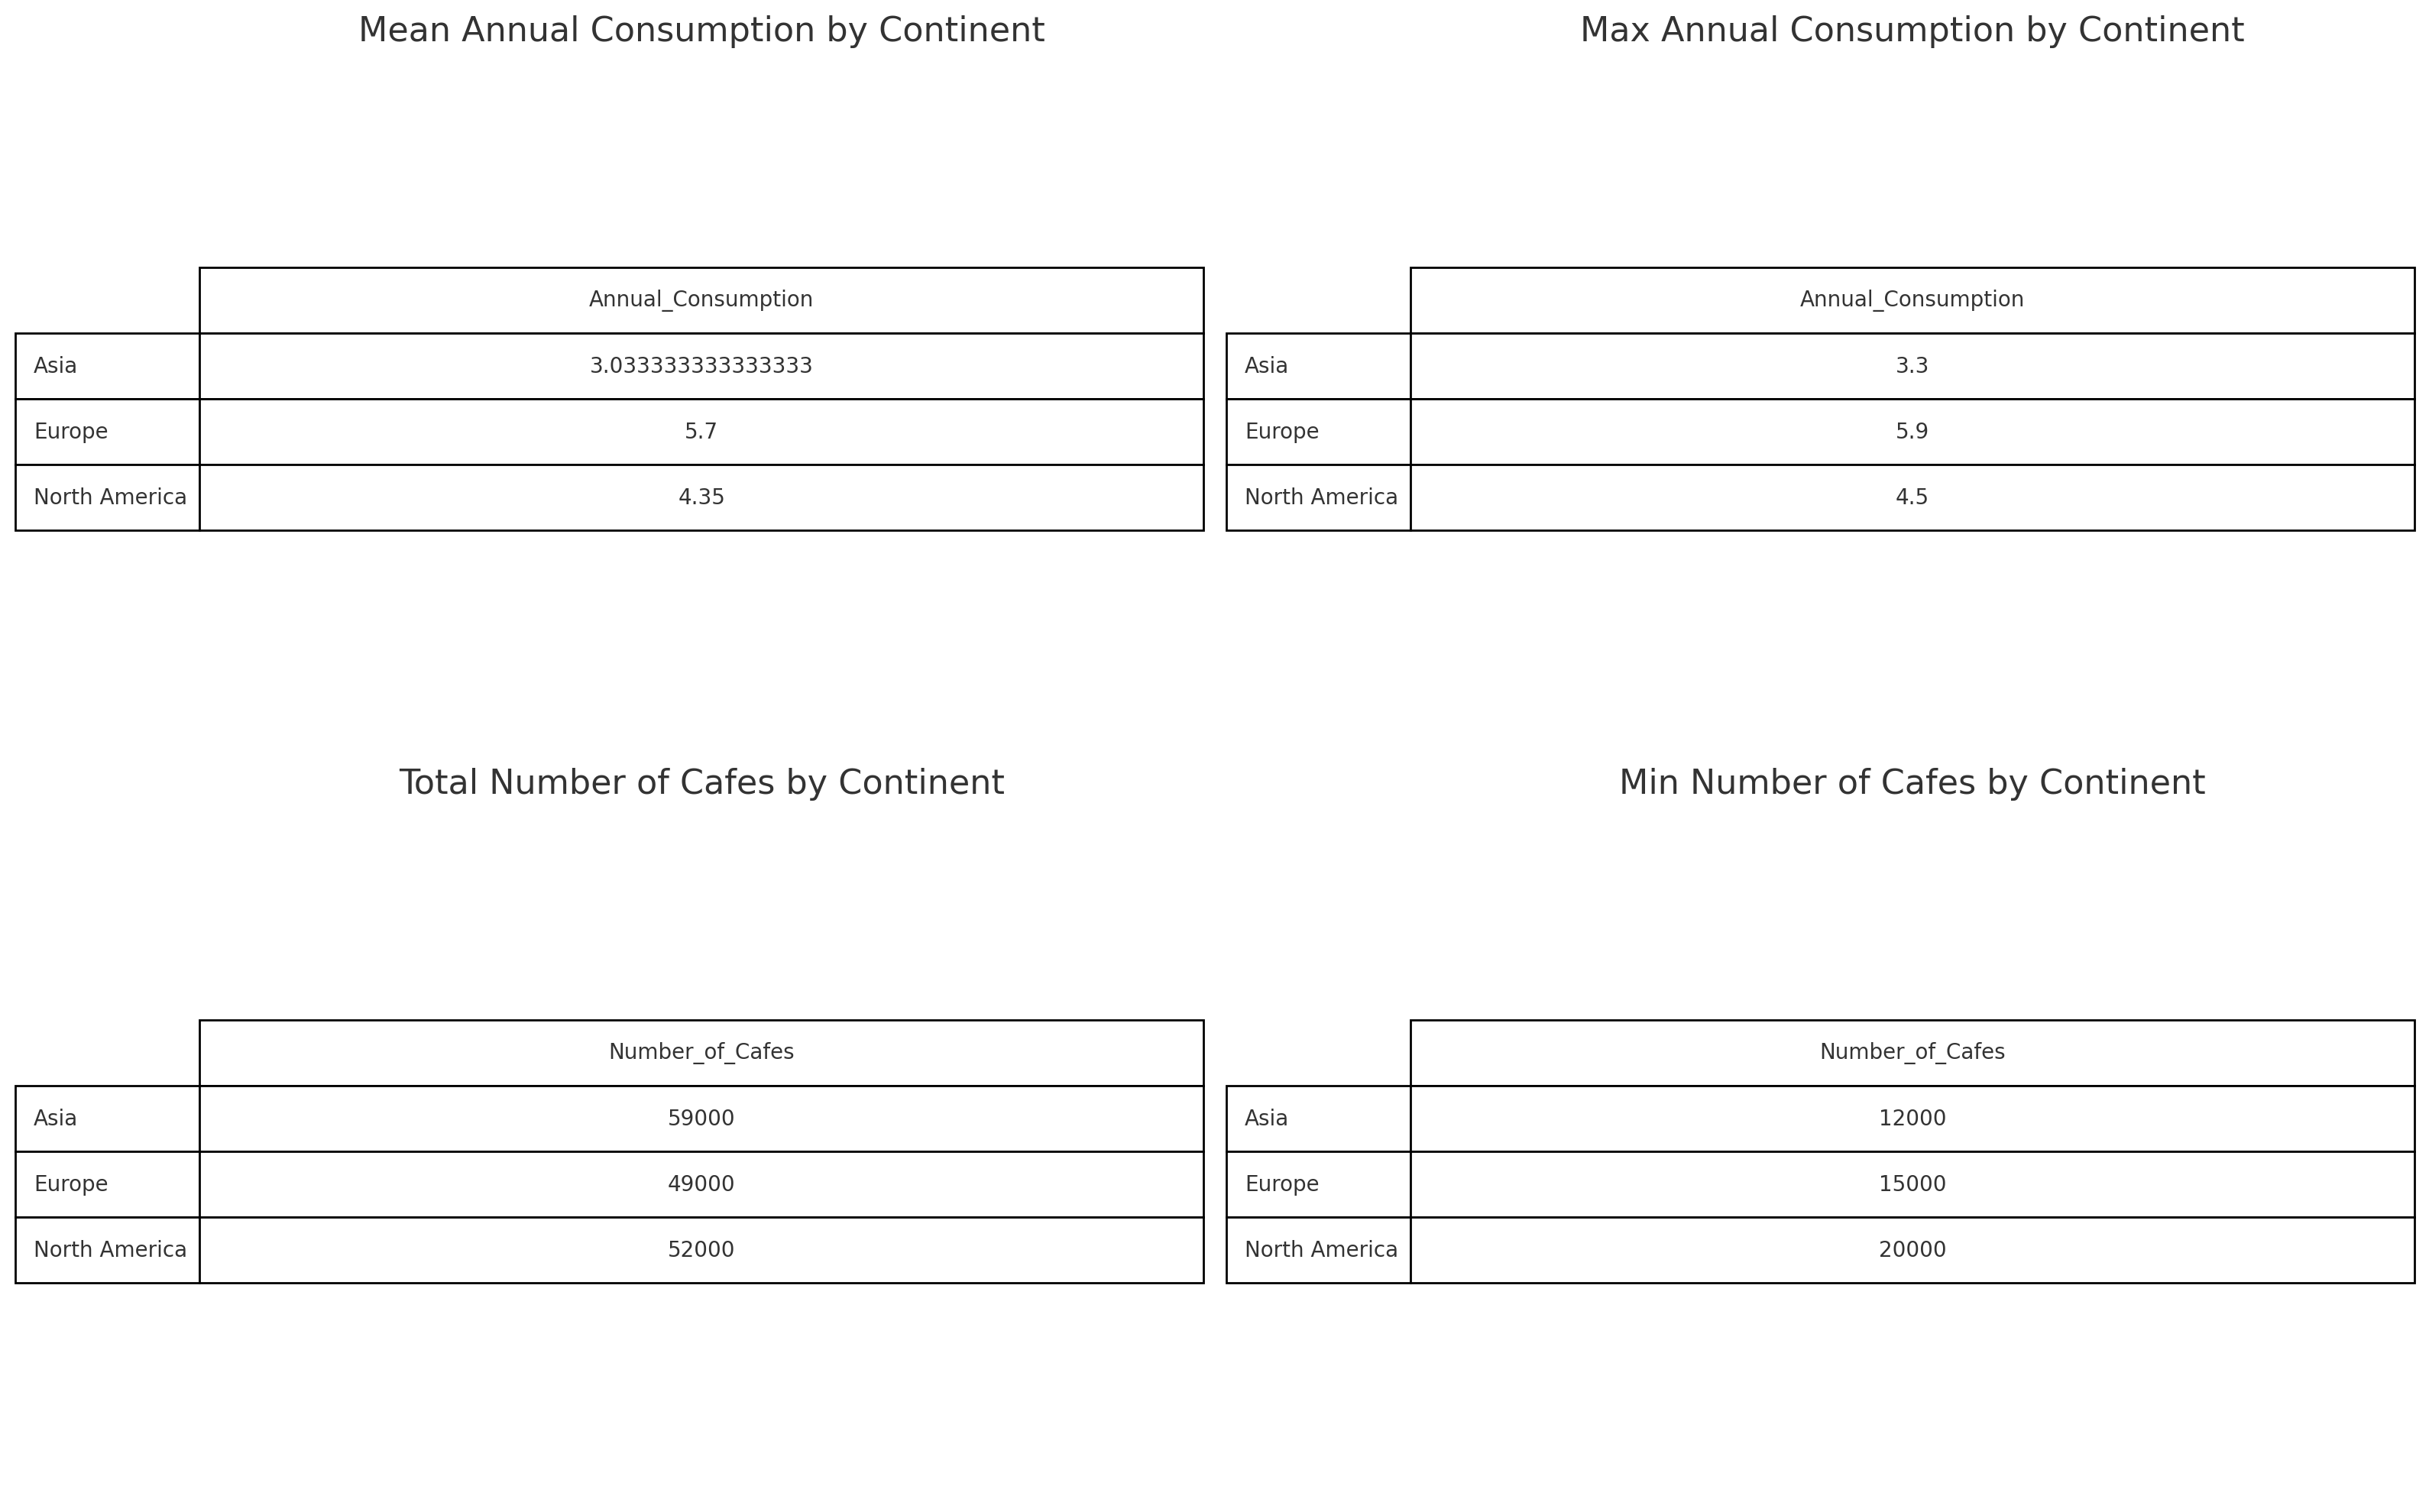 Mean Annual Consumption by Continent
Annual_Consumption
Asia 3.033333333333333
Europe 5.7
North America 4.35
Max Annual Consumption by Continent
Annual_Consumption
Asia 3.3
Europe 5.9
North America 4.5
Total Number of Cafes by Continent
Number_of_Cafes
Asia 59000
Europe 49000
North America 52000
Min Number of Cafes by Continent
Number_of_Cafes
Asia 12000
Europe 15000
North America 20000